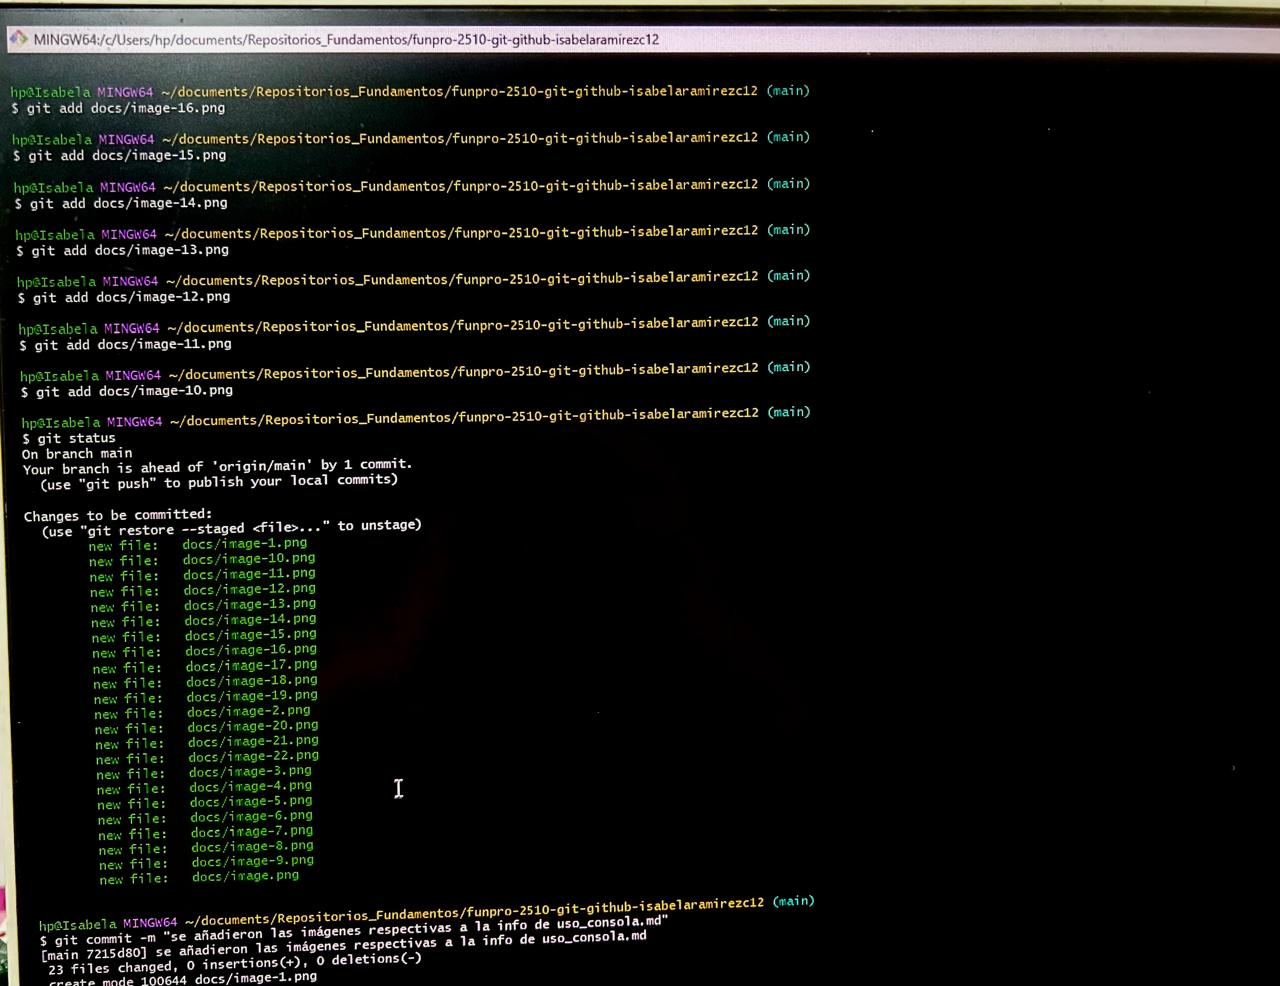 MINGW64:/c/Users/hp/documents/Repositorios_Fundamentos/funpro-2510-git-github-isabelaramirezc12
hp@Isabela MINGW64 ~/documents/Repositorios_Fundamentos/funpro-2510-git-github-isabelaramirezc12 (main)
$ git add docs/image-16.png
hp@Isabela MINGW64 ~/documents/Repositorios_Fundamentos/funpro-2510-git-github-isabelaramirezc12 (main)
$ git add docs/image-15.png
hp@Isabela MINGW64 ~/documents/Repositorios_Fundamentos/funpro-2510-git-github-isabelaramirezc12 (main)
$ git add docs/image-14.png
hp@Isabela MINGW64 ~/documents/Repositorios_Fundamentos/funpro-2510-git-github-isabelaramirezc12 (main)
$ git add docs/image-13.png
hp@Isabela MINGW64 ~/documents/Repositorios_Fundamentos/funpro-2510-git-github-isabelaramirezc12 (main)
$ git add docs/image-12.png
hp@Isabela MINGW64 ~/documents/Repositorios_Fundamentos/funpro-2510-git-github-isabelaramirezc12 (main)
$ git add docs/image-11.png
hp@Isabela MINGW64 ~/documents/Repositorios_Fundamentos/funpro-2510-git-github-isabelaramirezc12 (main)
$ git add docs/image-10.png
hp@Isabela MINGW64 ~/documents/Repositorios_Fundamentos/funpro-2510-git-github-isabelaramirezc12 (main)
$ git status
On branch main
Your branch is ahead of 'origin/main' by 1 commit.
(use "git push" to publish your local commits)
Changes to be committed:
(use "git restore --staged <file>..." to unstage)
new file: docs/image-1.png
new file: docs/image-10.png
new file: docs/image-11.png
new file: docs/image-12.png
new file: docs/image-13.png
new file: docs/image-14.png
new file: docs/image-15.png
new file: docs/image-16.png
new file: docs/image-17.png
new file: docs/image-18.png
new file: docs/image-19.png
new file: docs/image-2.png
new file: docs/image-20.png
new file: docs/image-21.png
new file: docs/image-22.png
new file: docs/image-3.png
new file: docs/image-4.png
new file: docs/image-5.png
new file: docs/image-6.png
new file: docs/image-7.png
new file: docs/image-8.png
new file: docs/image-9.png
new file: docs/image.png
hp@Isabela MINGW64 ~/documents/Repositorios_Fundamentos/funpro-2510-git-github-isabelaramirezc12 (main)
$ git commit -m "se añadieron las imágenes respectivas a la info de uso_consola.md"
[main 7215d80] se añadieron las imágenes respectivas a la info de uso_consola.md
23 files changed, 0 insertions(+), 0 deletions(-)
create mode 100644 docs/image-1.png